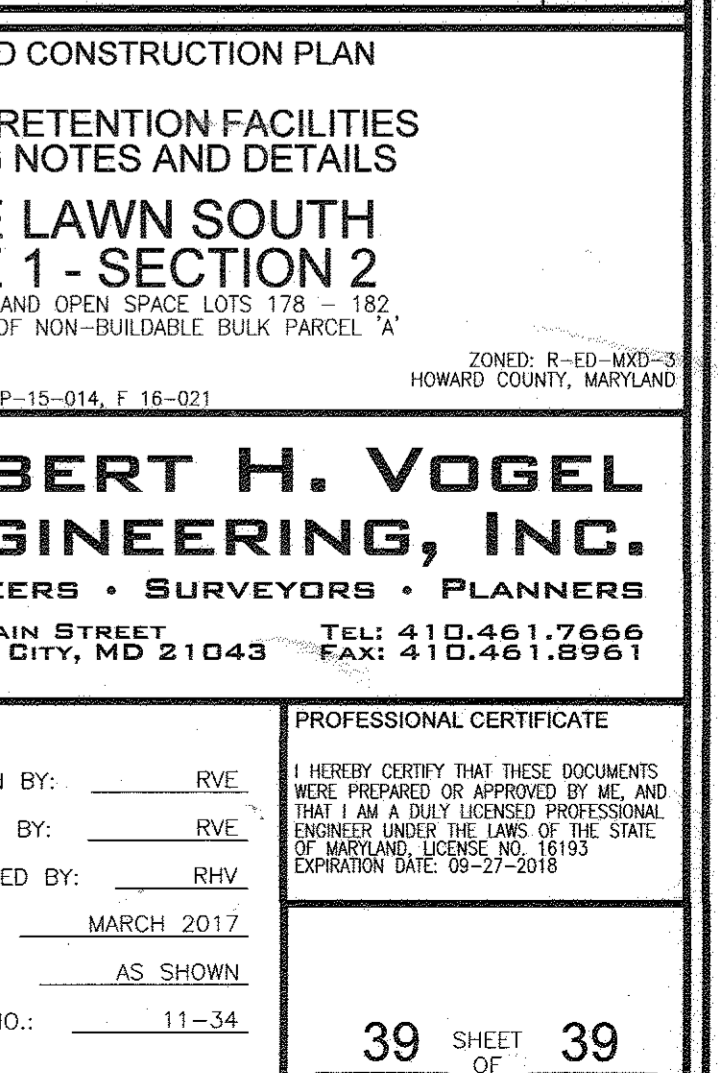 D CONSTRUCTION PLAN
RETENTION FACILITIES
G NOTES AND DETAILS
E LAWN SOUTH
E 1 - SECTION 2
AND OPEN SPACE LOTS 178 – 182
OF NON-BUILDABLE BULK PARCEL 'A'
ZONED: R-ED-MXD-3
HOWARD COUNTY, MARYLAND
P-15-014, F 16-021
BERT H. VOGEL
GINEERING, INC.
EERS • SURVEYORS • PLANNERS
AIN STREET TEL: 410.461.7666
CITY, MD 21043 FAX: 410.461.8961
PROFESSIONAL CERTIFICATE
I HEREBY CERTIFY THAT THESE DOCUMENTS
WERE PREPARED OR APPROVED BY ME, AND
THAT I AM A DULY LICENSED PROFESSIONAL
ENGINEER UNDER THE LAWS OF THE STATE
OF MARYLAND, LICENSE NO. 16193
EXPIRATION DATE: 09-27-2018
N BY: RVE
BY: RVE
ED BY: RHV
MARCH 2017
AS SHOWN
NO.: 11-34
39 SHEET OF 39